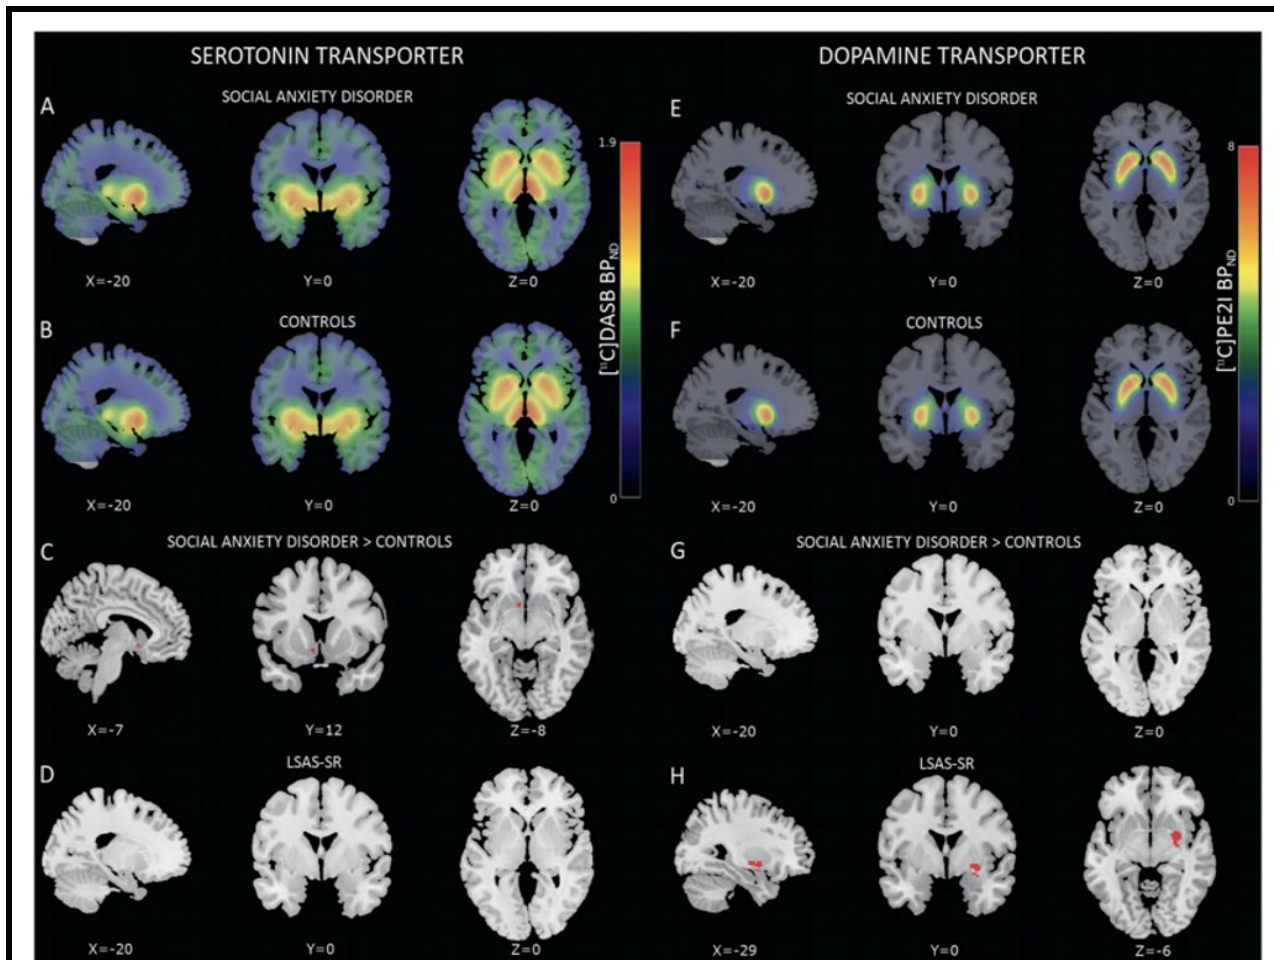 SEROTONIN TRANSPORTER
SOCIAL ANXIETY DISORDER
A
X=-20
Y=0
Z=0
CONTROLS
B
X=-20
Y=0
Z=0
1.9
[¹¹C]DASB BP_ND
0
SOCIAL ANXIETY DISORDER > CONTROLS
C
X=-7
Y=12
Z=-8
LSAS-SR
D
X=-20
Y=0
Z=0
DOPAMINE TRANSPORTER
SOCIAL ANXIETY DISORDER
E
X=-20
Y=0
Z=0
CONTROLS
F
X=-20
Y=0
Z=0
8
[¹¹C]PE2I BP_ND
0
SOCIAL ANXIETY DISORDER > CONTROLS
G
X=-20
Y=0
Z=0
LSAS-SR
H
X=-29
Y=0
Z=-6